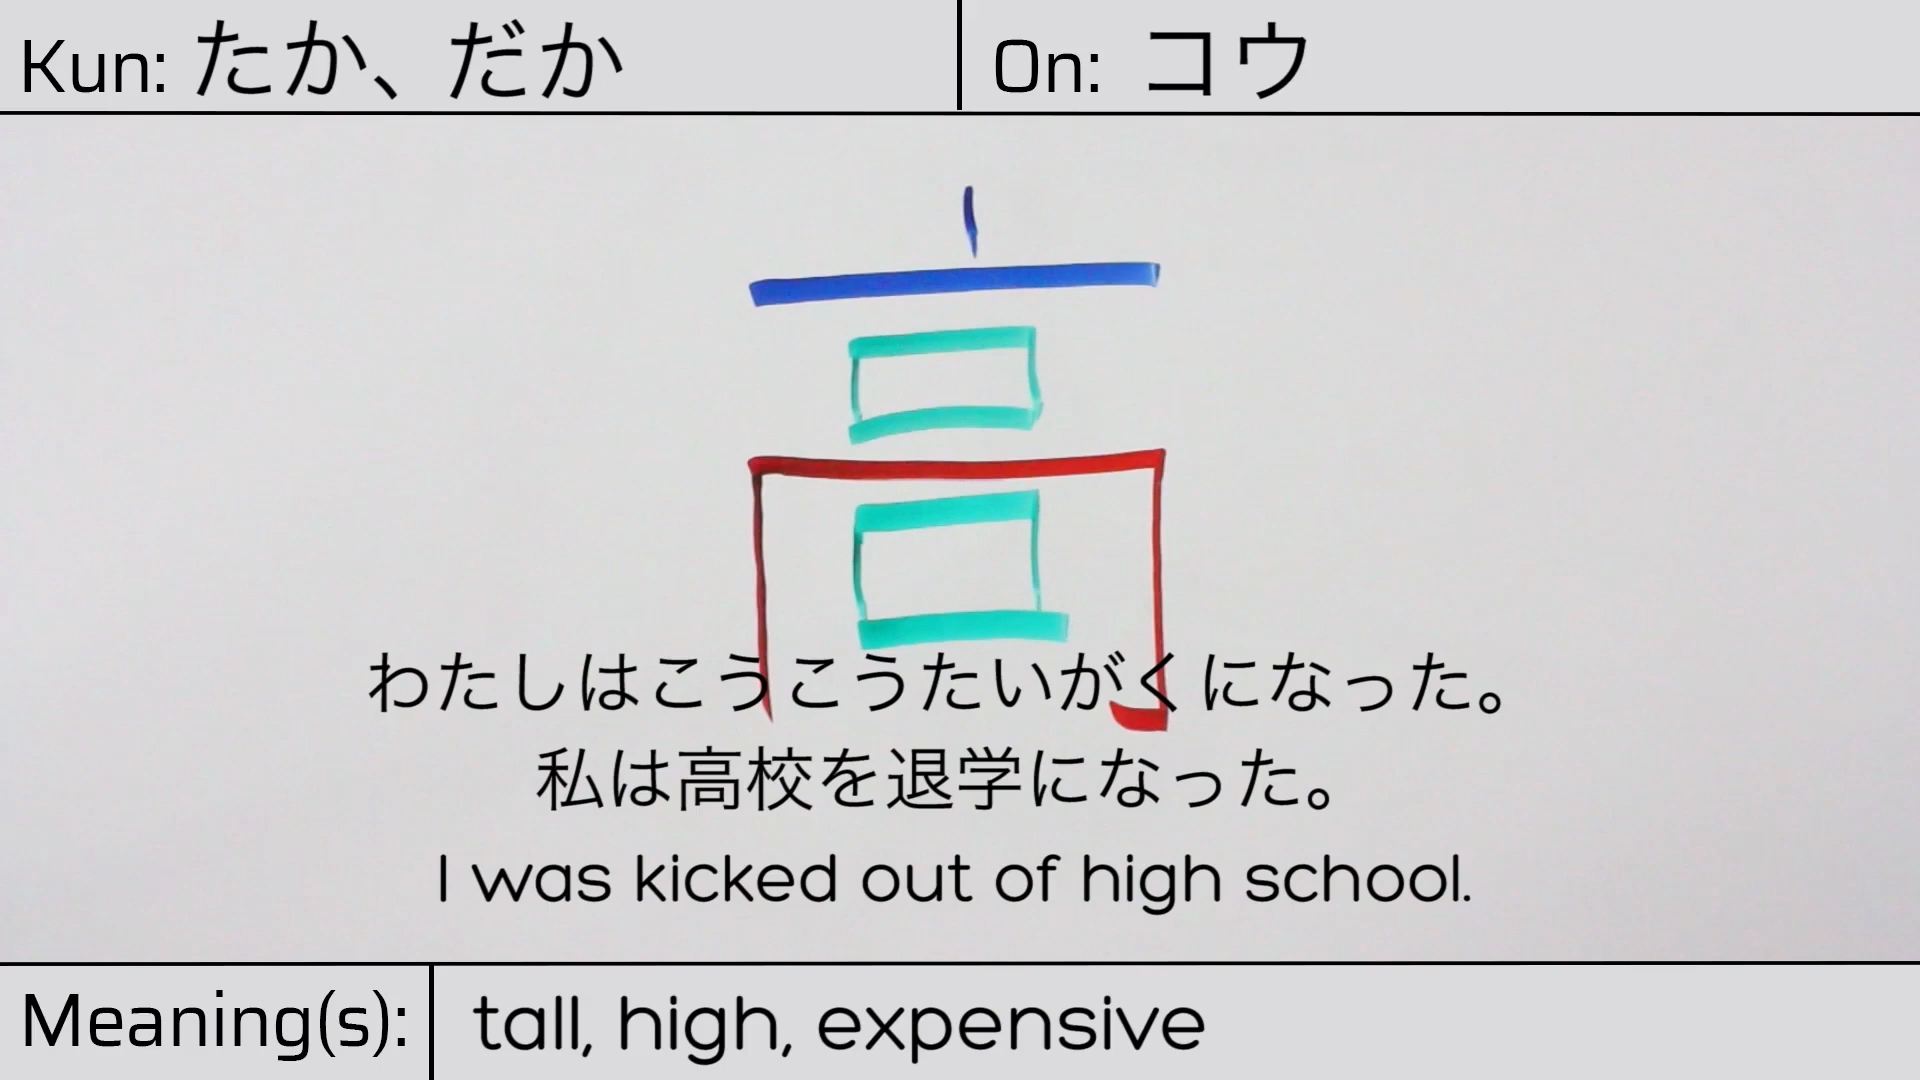 Kun: たか、だか
On: コウ
高
わたしはこうこうたいがくになった。
私は高校を退学になった。
I was kicked out of high school.
Meaning(s): tall, high, expensive